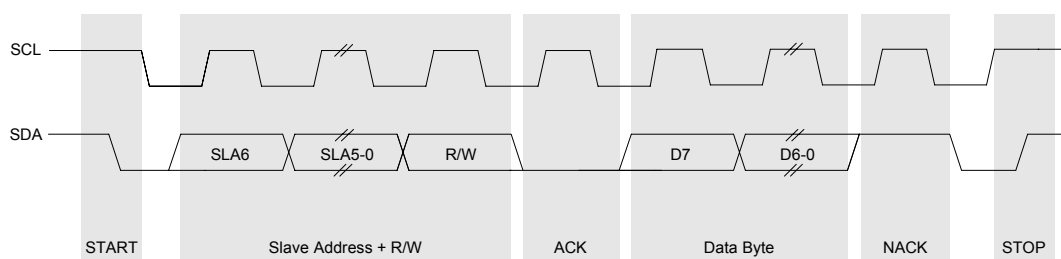 SCL
SDA
SLA6 SLA5-0 R/W D7 D6-0
START Slave Address + R/W ACK Data Byte NACK STOP